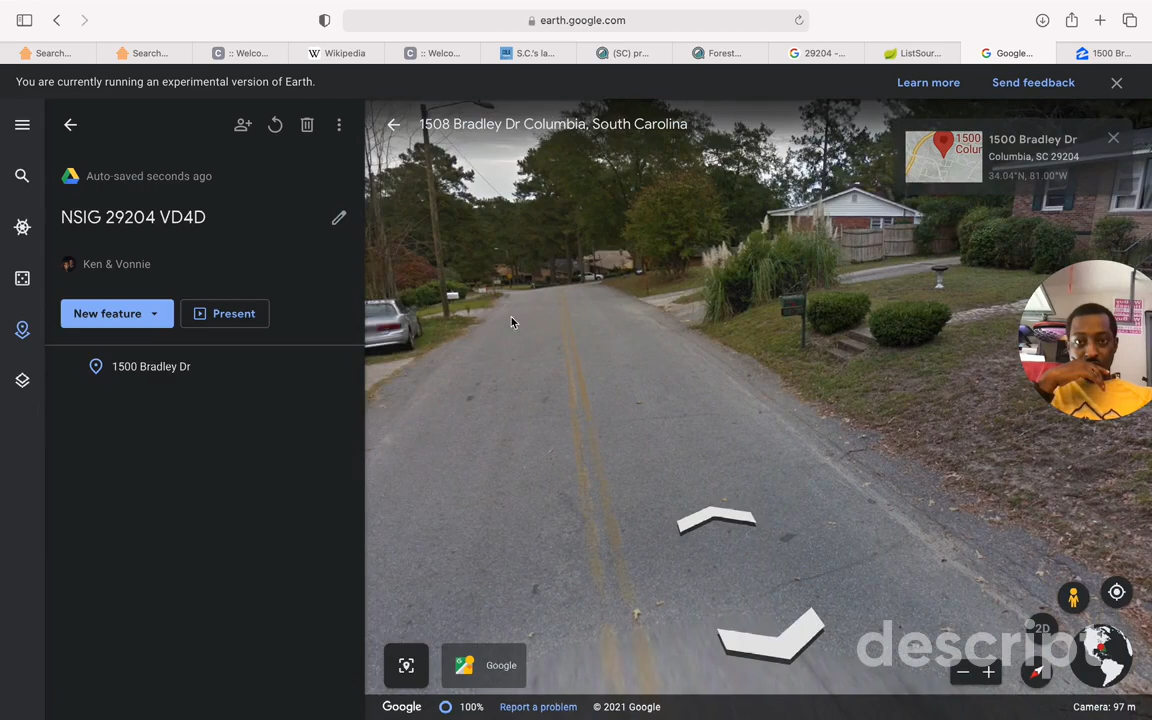 earth.google.com
Search...
Search...
:: Welco...
Wikipedia
:: Welco...
S.C.'s la...
(SC) pr...
Forest...
29204 -...
ListSour...
Google...
1500 Br...
You are currently running an experimental version of Earth.
Learn more
Send feedback
1508 Bradley Dr Columbia, South Carolina
1500
Colur
1500 Bradley Dr
Columbia, SC 29204
34.04°N, 81.00°W
Auto-saved seconds ago
NSIG 29204 VD4D
Ken & Vonnie
New feature
Present
1500 Bradley Dr
2D
descript
Google
Google
100%
Report a problem
© 2021 Google
Camera: 97 m